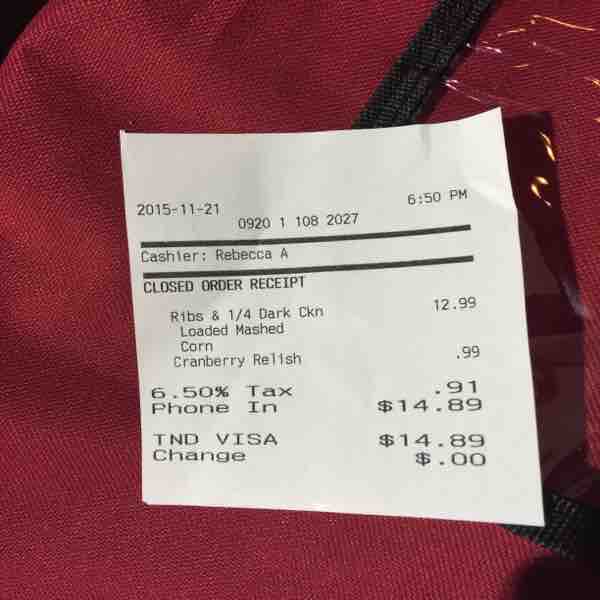 2015-11-21 6:50 PM
0920 1 108 2027
Cashier: Rebecca A
CLOSED ORDER RECEIPT
Ribs & 1/4 Dark Ckn 12.99
Loaded Mashed
Corn
Cranberry Relish .99
6.50% Tax .91
Phone In $14.89
TND VISA $14.89
Change $.00